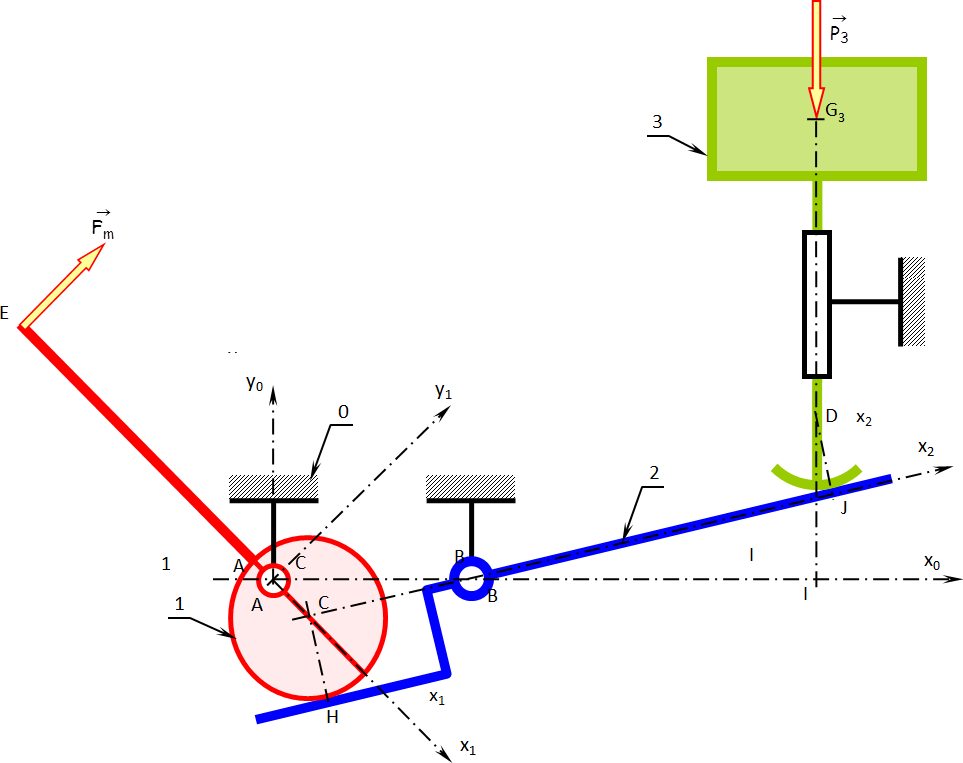 P₃
G₃
3
Fₘ
E
y₀
y₁
0
D
x₂
x₂
2
J
1
A
C
B
I
x₀
A
B
I
1
C
x₁
H
x₁